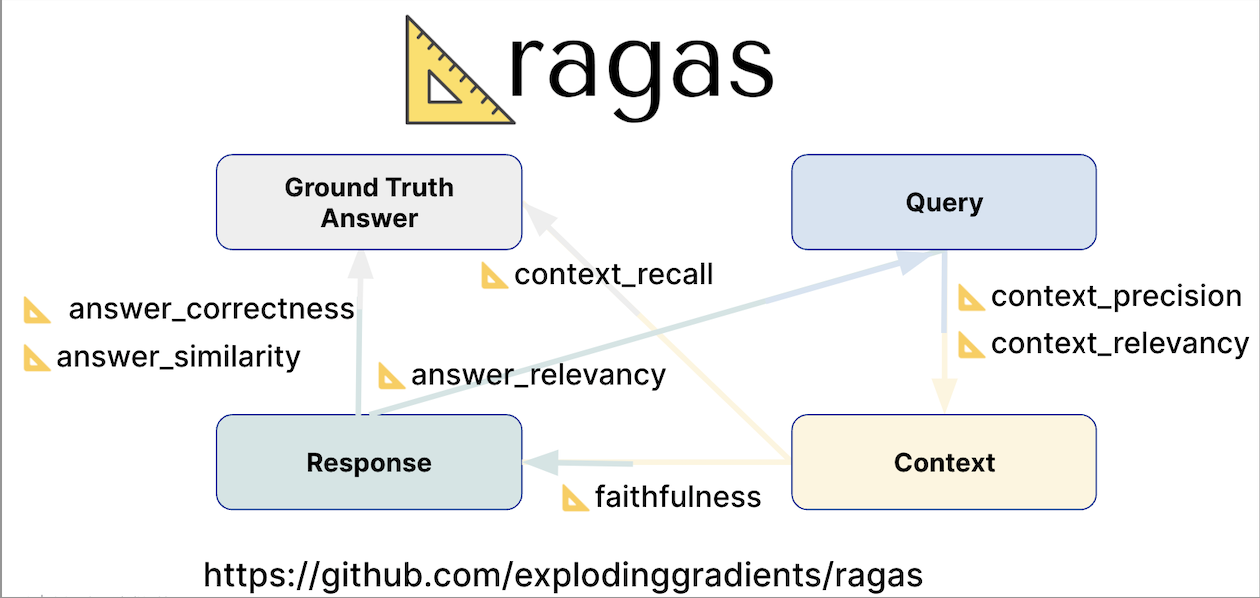 ragas
Ground Truth
Answer
Query
context_recall
context_precision
answer_correctness
context_relevancy
answer_similarity
answer_relevancy
Response
Context
faithfulness
https://github.com/explodinggradients/ragas